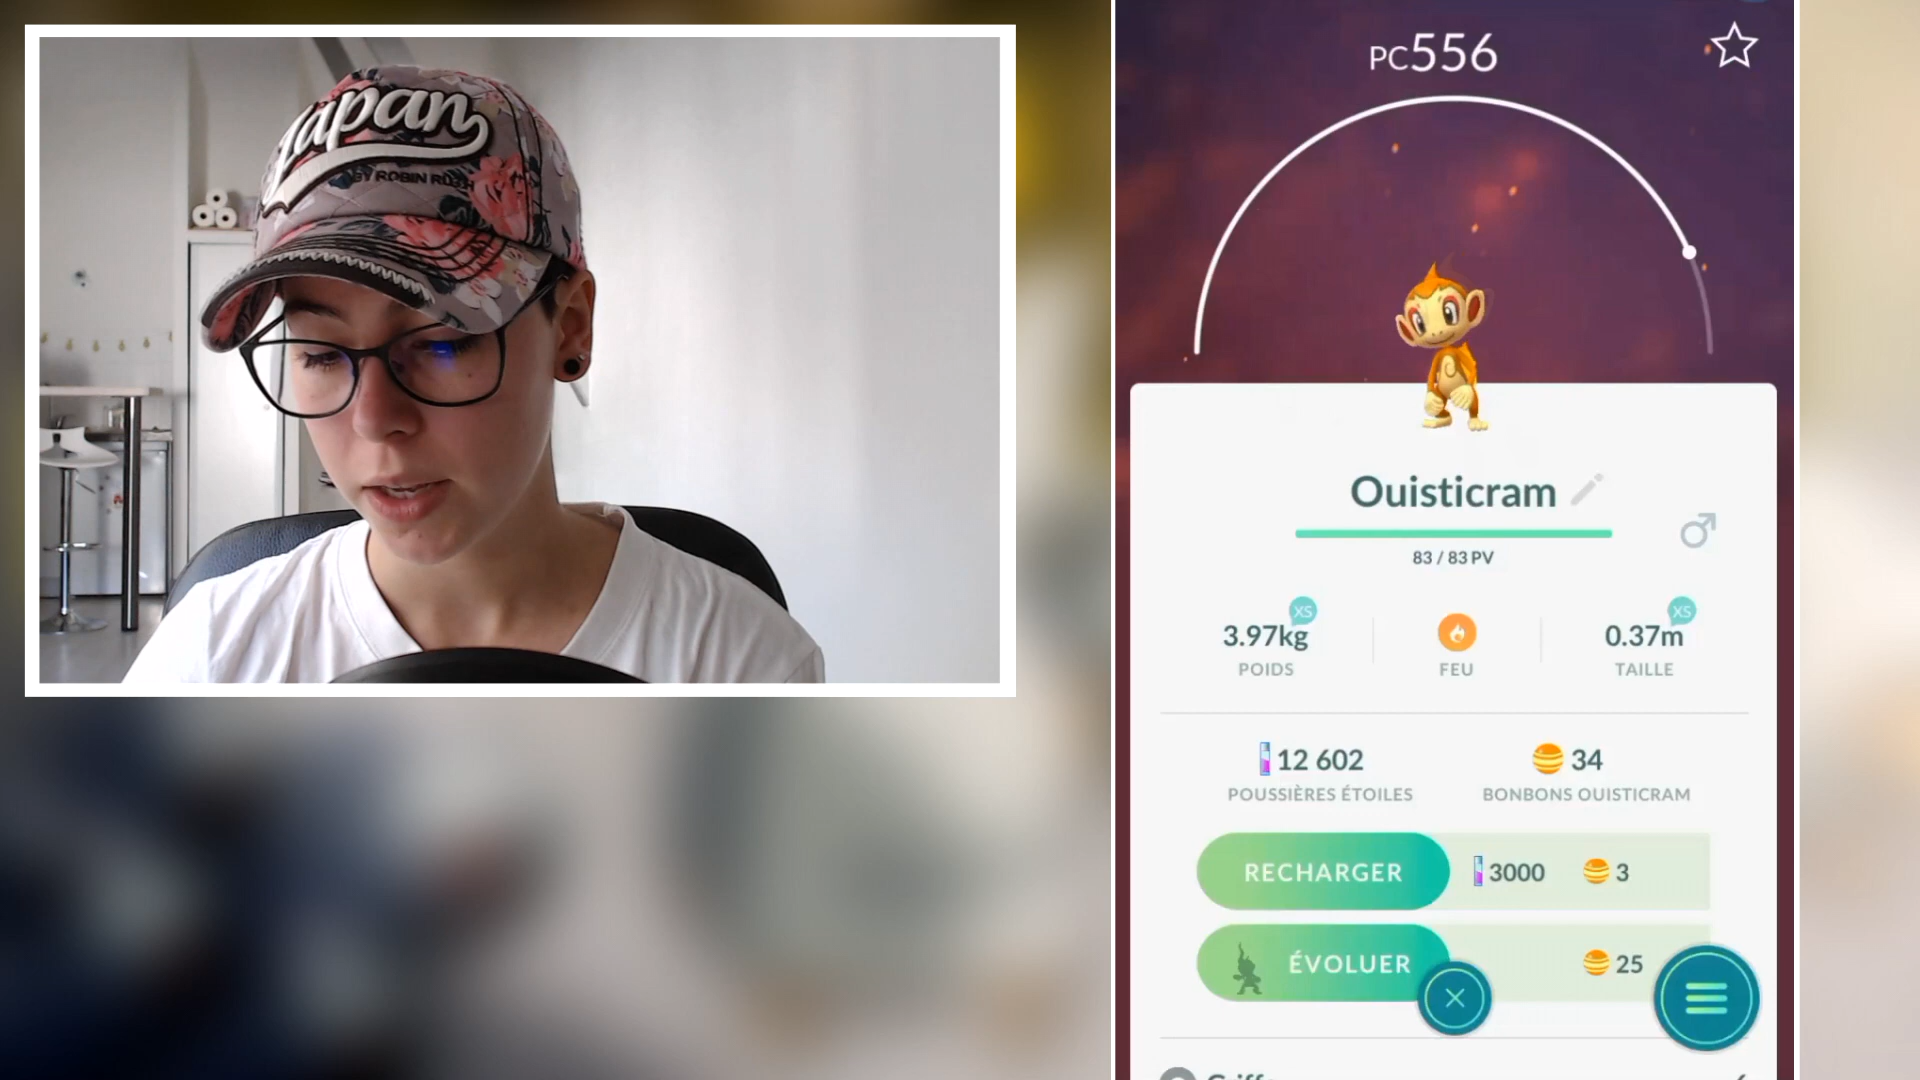 Japan
BY ROBIN RUTH
PC556
Ouisticram
83 / 83 PV
XS
XS
3.97kg
0.37m
POIDS
FEU
TAILLE
12 602
34
POUSSIÈRES ÉTOILES
BONBONS OUISTICRAM
RECHARGER
3000
3
ÉVOLUER
25